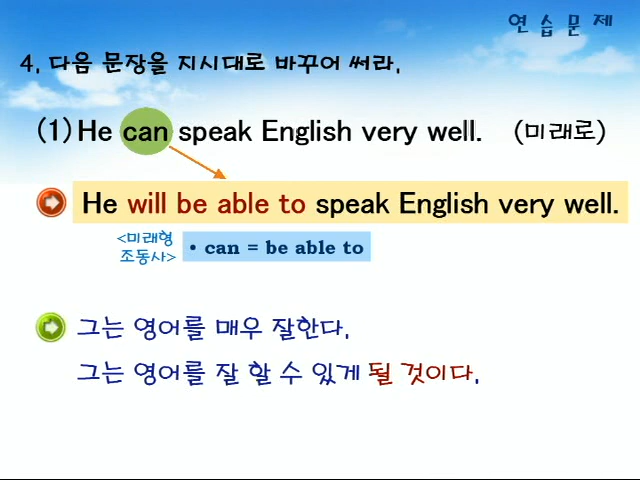 연 습 문 제
4. 다음 문장을 지시대로 바꾸어 써라.
(1) He can speak English very well. (미래로)
He will be able to speak English very well.
<미래형
조동사>
• can = be able to
그는 영어를 매우 잘한다.
그는 영어를 잘 할 수 있게 될 것이다.